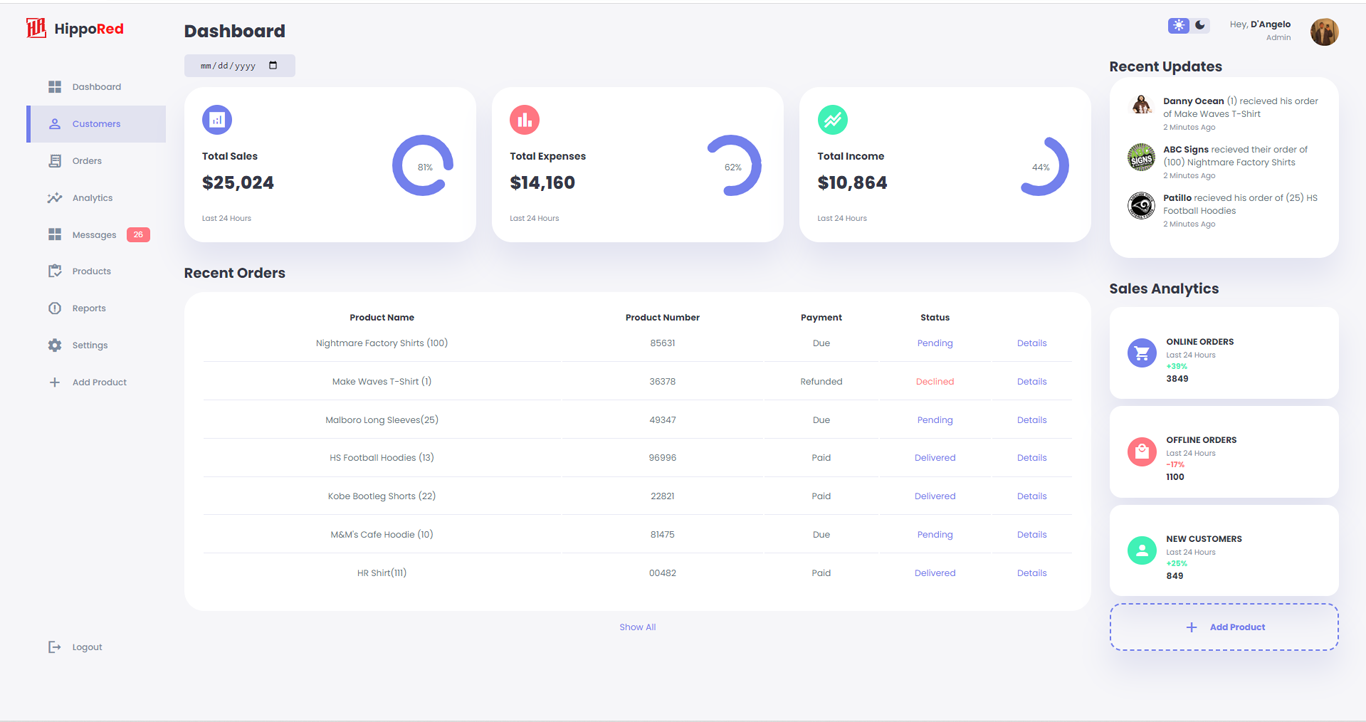 HippoRed
Dashboard
Customers
Orders
Analytics
Messages 26
Products
Reports
Settings
Add Product
Logout
Dashboard
mm/dd/yyyy
Total Sales
$25,024
81%
Last 24 Hours
Total Expenses
$14,160
62%
Last 24 Hours
Total Income
$10,864
44%
Last 24 Hours
Recent Orders
Product Name Product Number Payment Status
Nightmare Factory Shirts (100) 85631 Due Pending Details
Make Waves T-Shirt (1) 36378 Refunded Declined Details
Malboro Long Sleeves(25) 49347 Due Pending Details
HS Football Hoodies (13) 96996 Paid Delivered Details
Kobe Bootleg Shorts (22) 22821 Paid Delivered Details
M&M's Cafe Hoodie (10) 81475 Due Pending Details
HR Shirt(111) 00482 Paid Delivered Details
Show All
Hey, D'Angelo
Admin
Recent Updates
Danny Ocean (1) recieved his order
of Make Waves T-Shirt
2 Minutes Ago
SIGNS
ABC Signs recieved their order of
(100) Nightmare Factory Shirts
2 Minutes Ago
Patillo recieved his order of (25) HS
Football Hoodies
2 Minutes Ago
Sales Analytics
ONLINE ORDERS
Last 24 Hours
+39%
3849
OFFLINE ORDERS
Last 24 Hours
-17%
1100
NEW CUSTOMERS
Last 24 Hours
+25%
849
Add Product